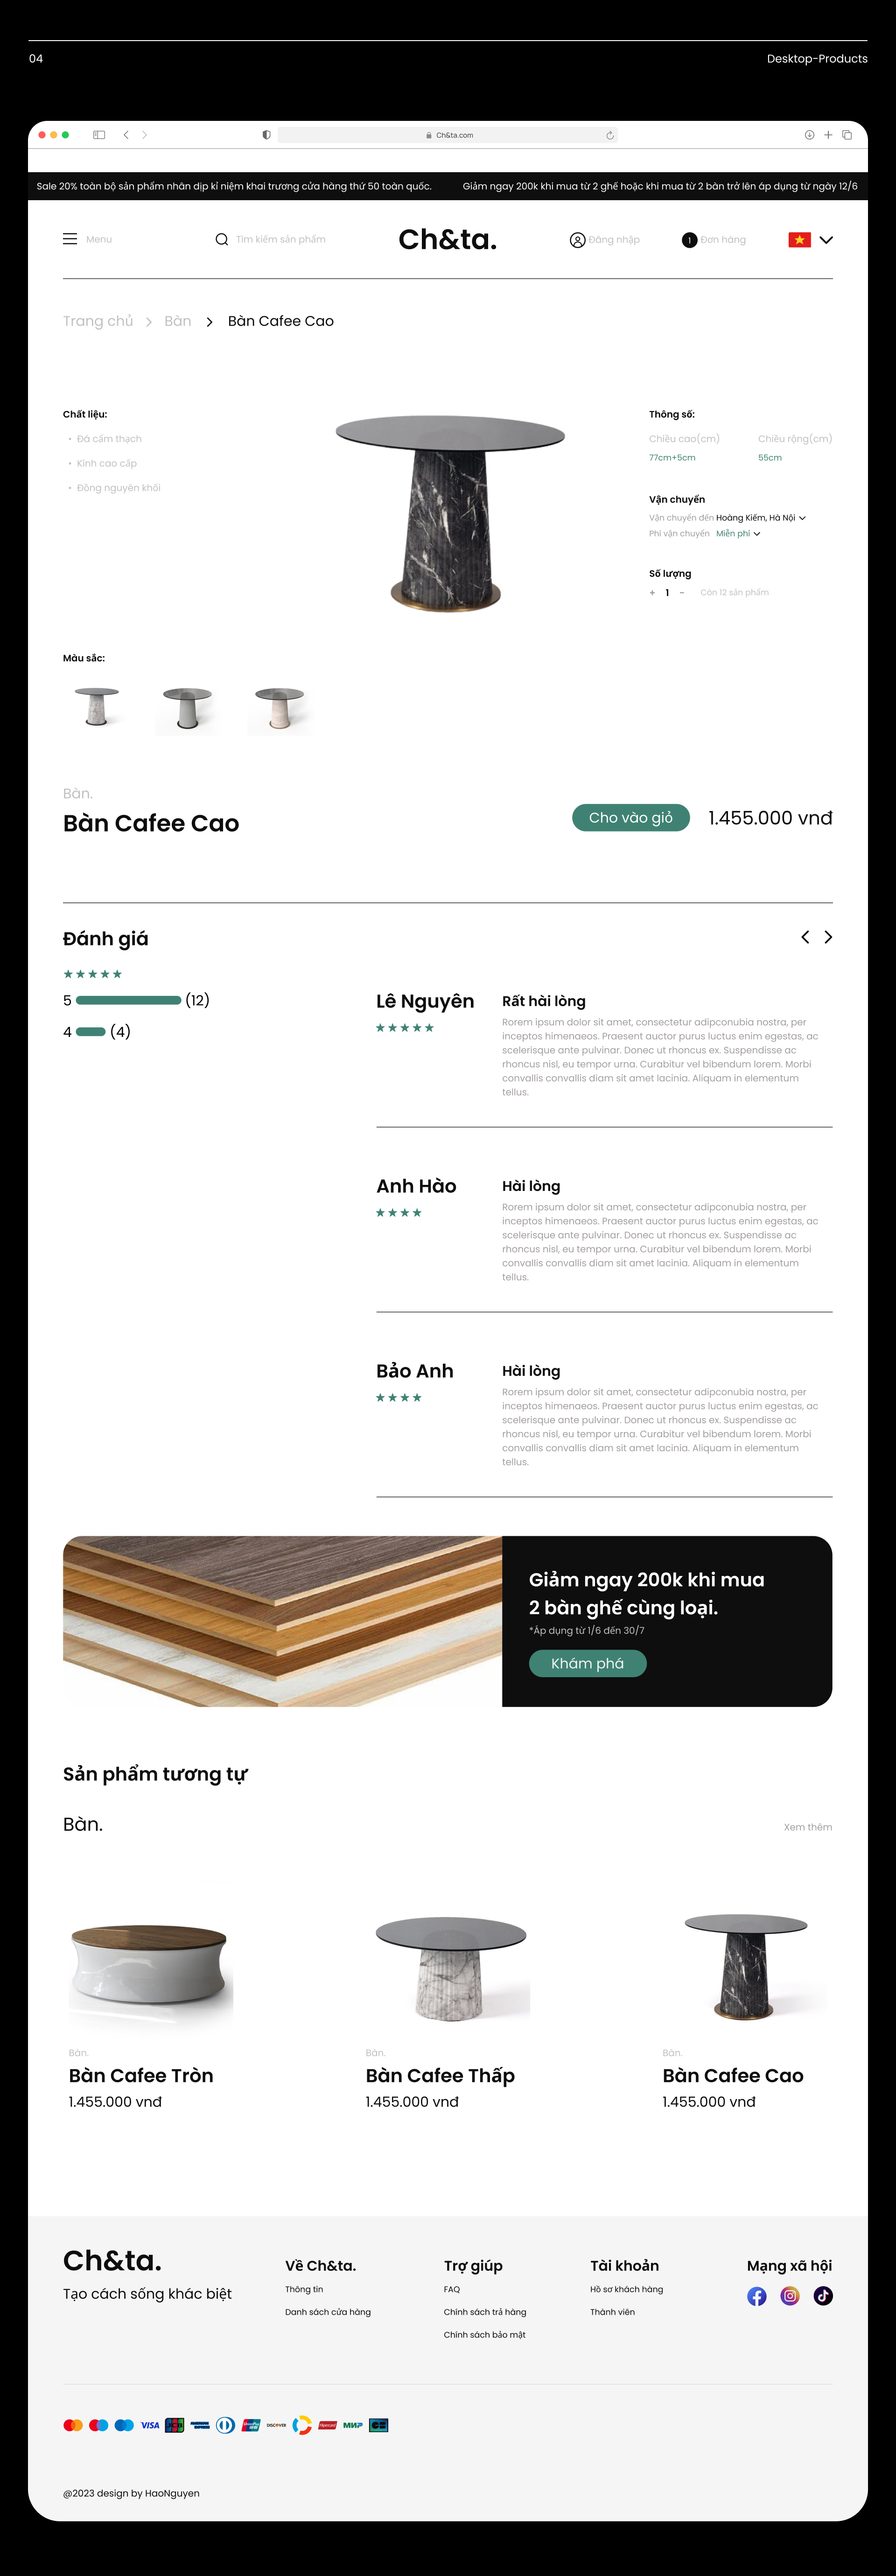 04
Desktop-Products
Ch&ta.com
Sale 20% toàn bộ sản phẩm nhân dịp kỉ niệm khai trương cửa hàng thứ 50 toàn quốc.
Giảm ngay 200k khi mua từ 2 ghế hoặc khi mua từ 2 bàn trở lên áp dụng từ ngày 12/6
Menu
Tìm kiếm sản phẩm
Ch&ta.
Đăng nhập
1
Đơn hàng
Trang chủ > Bàn > Bàn Cafee Cao
Chất liệu:
• Đá cẩm thạch
• Kính cao cấp
• Đồng nguyên khối
Thông số:
Chiều cao(cm)
Chiều rộng(cm)
77cm+5cm
55cm
Vận chuyển
Vận chuyển đến Hoàng Kiếm, Hà Nội
Phí vận chuyển Miễn phí
Số lượng
+ 1 -
Còn 12 sản phẩm
Màu sắc:
Bàn.
Bàn Cafee Cao
Cho vào giỏ
1.455.000 vnđ
Đánh giá
5 (12)
4 (4)
Lê Nguyên
Rất hài lòng
Rorem ipsum dolor sit amet, consectetur adipconubia nostra, per
inceptos himenaeos. Praesent auctor purus luctus enim egestas, ac
scelerisque ante pulvinar. Donec ut rhoncus ex. Suspendisse ac
rhoncus nisl, eu tempor urna. Curabitur vel bibendum lorem. Morbi
convallis convallis diam sit amet lacinia. Aliquam in elementum
tellus.
Anh Hào
Hài lòng
Rorem ipsum dolor sit amet, consectetur adipconubia nostra, per
inceptos himenaeos. Praesent auctor purus luctus enim egestas, ac
scelerisque ante pulvinar. Donec ut rhoncus ex. Suspendisse ac
rhoncus nisl, eu tempor urna. Curabitur vel bibendum lorem. Morbi
convallis convallis diam sit amet lacinia. Aliquam in elementum
tellus.
Bảo Anh
Hài lòng
Rorem ipsum dolor sit amet, consectetur adipconubia nostra, per
inceptos himenaeos. Praesent auctor purus luctus enim egestas, ac
scelerisque ante pulvinar. Donec ut rhoncus ex. Suspendisse ac
rhoncus nisl, eu tempor urna. Curabitur vel bibendum lorem. Morbi
convallis convallis diam sit amet lacinia. Aliquam in elementum
tellus.
Giảm ngay 200k khi mua
2 bàn ghế cùng loại.
*Áp dụng từ 1/6 đến 30/7
Khám phá
Sản phẩm tương tự
Bàn.
Xem thêm
Bàn.
Bàn Cafee Tròn
1.455.000 vnđ
Bàn.
Bàn Cafee Thấp
1.455.000 vnđ
Bàn.
Bàn Cafee Cao
1.455.000 vnđ
Ch&ta.
Tạo cách sống khác biệt
Về Ch&ta.
Thông tin
Danh sách cửa hàng
Trợ giúp
FAQ
Chính sách trả hàng
Chính sách bảo mật
Tài khoản
Hồ sơ khách hàng
Thành viên
Mạng xã hội
VISA
JCB
DISCOVER
МИР
@2023 design by HaoNguyen